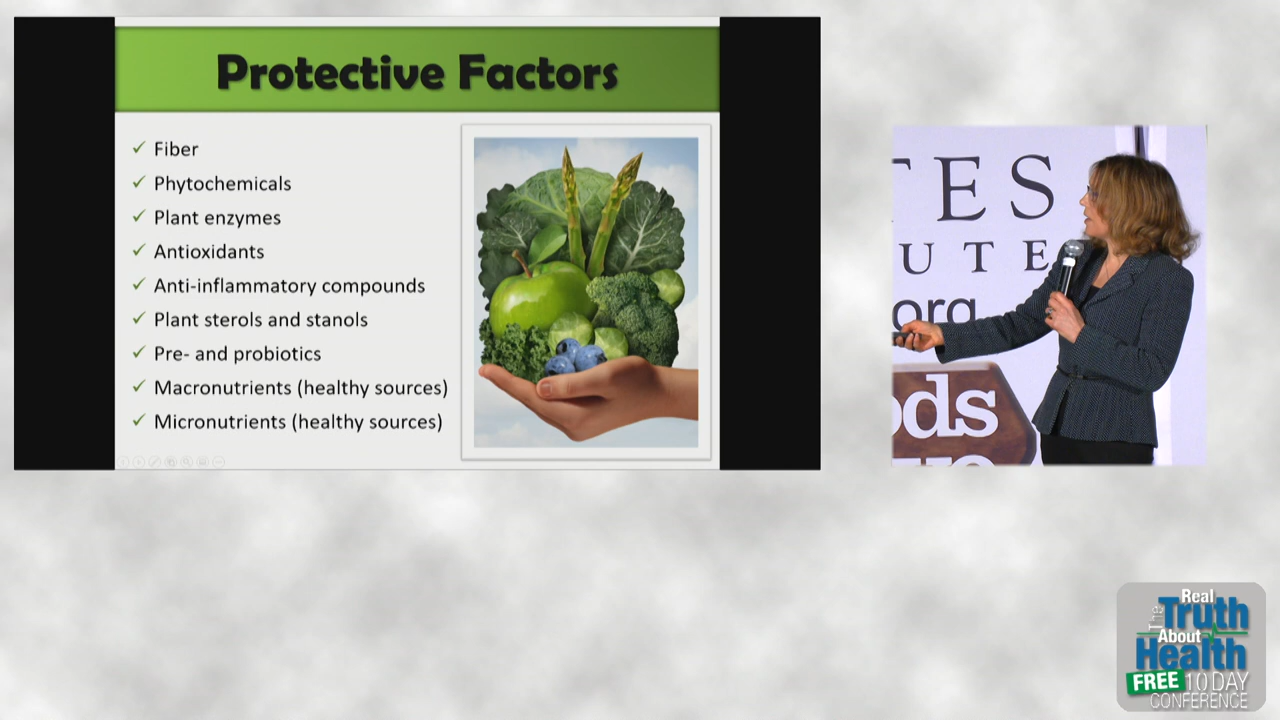 Protective Factors
✓ Fiber
✓ Phytochemicals
✓ Plant enzymes
✓ Antioxidants
✓ Anti-inflammatory compounds
✓ Plant sterols and stanols
✓ Pre- and probiotics
✓ Macronutrients (healthy sources)
✓ Micronutrients (healthy sources)
TES
UTE
org
ods
The Real
Truth
About
Health
FREE 10 DAY
CONFERENCE